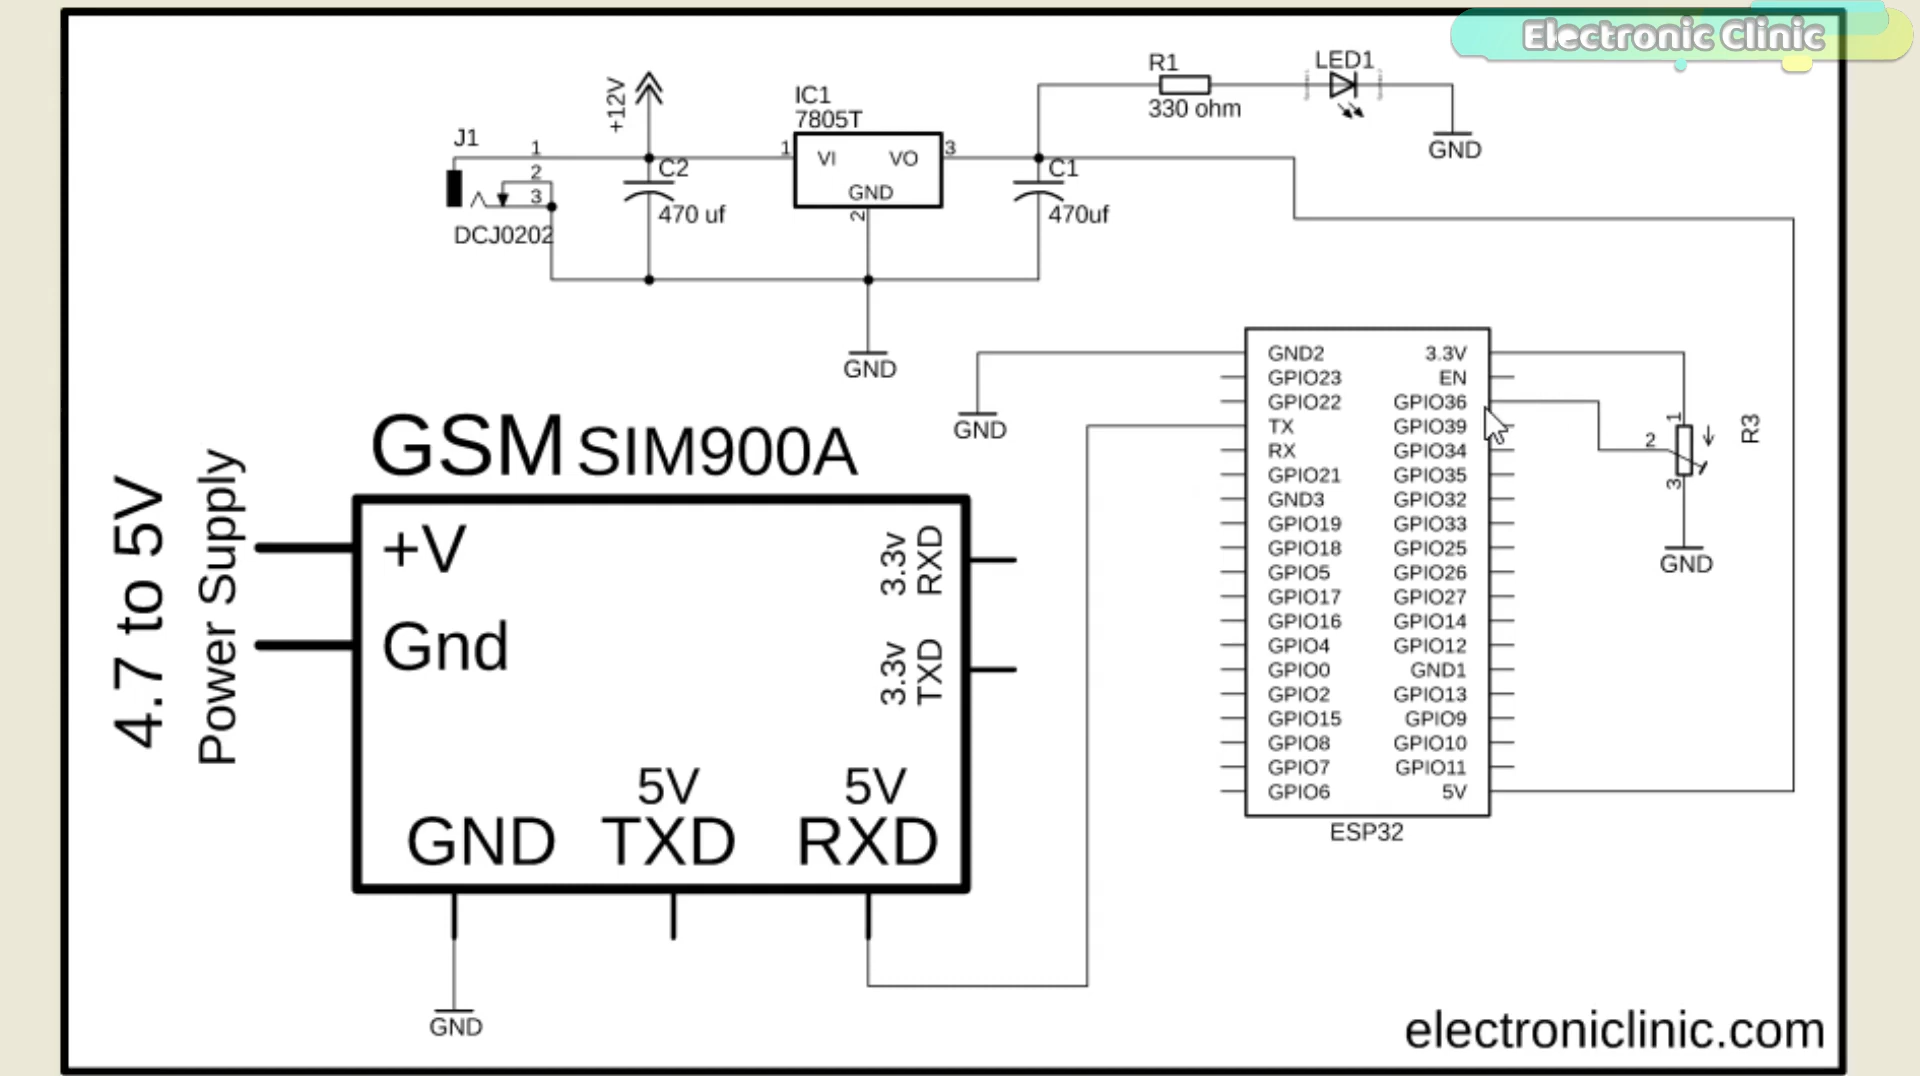 Electronic Clinic
R1
330 ohm
LED1
GND
+12V
IC1
7805T
J1
1
2
3
DCJ0202
C2
470 uf
1
VI
VO
3
GND
2
C1
470uf
GND
GND
GSM SIM900A
4.7 to 5V
Power Supply
+V
Gnd
3.3v
RXD
3.3v
TXD
5V
5V
GND TXD RXD
GND
GND2 3.3V
GPIO23 EN
GPIO22 GPIO36
TX GPIO39
RX GPIO34
GPIO21 GPIO35
GND3 GPIO32
GPIO19 GPIO33
GPIO18 GPIO25
GPIO5 GPIO26
GPIO17 GPIO27
GPIO16 GPIO14
GPIO4 GPIO12
GPIO0 GND1
GPIO2 GPIO13
GPIO15 GPIO9
GPIO8 GPIO10
GPIO7 GPIO11
GPIO6 5V
ESP32
1
2
3
R3
GND
electroniclinic.com